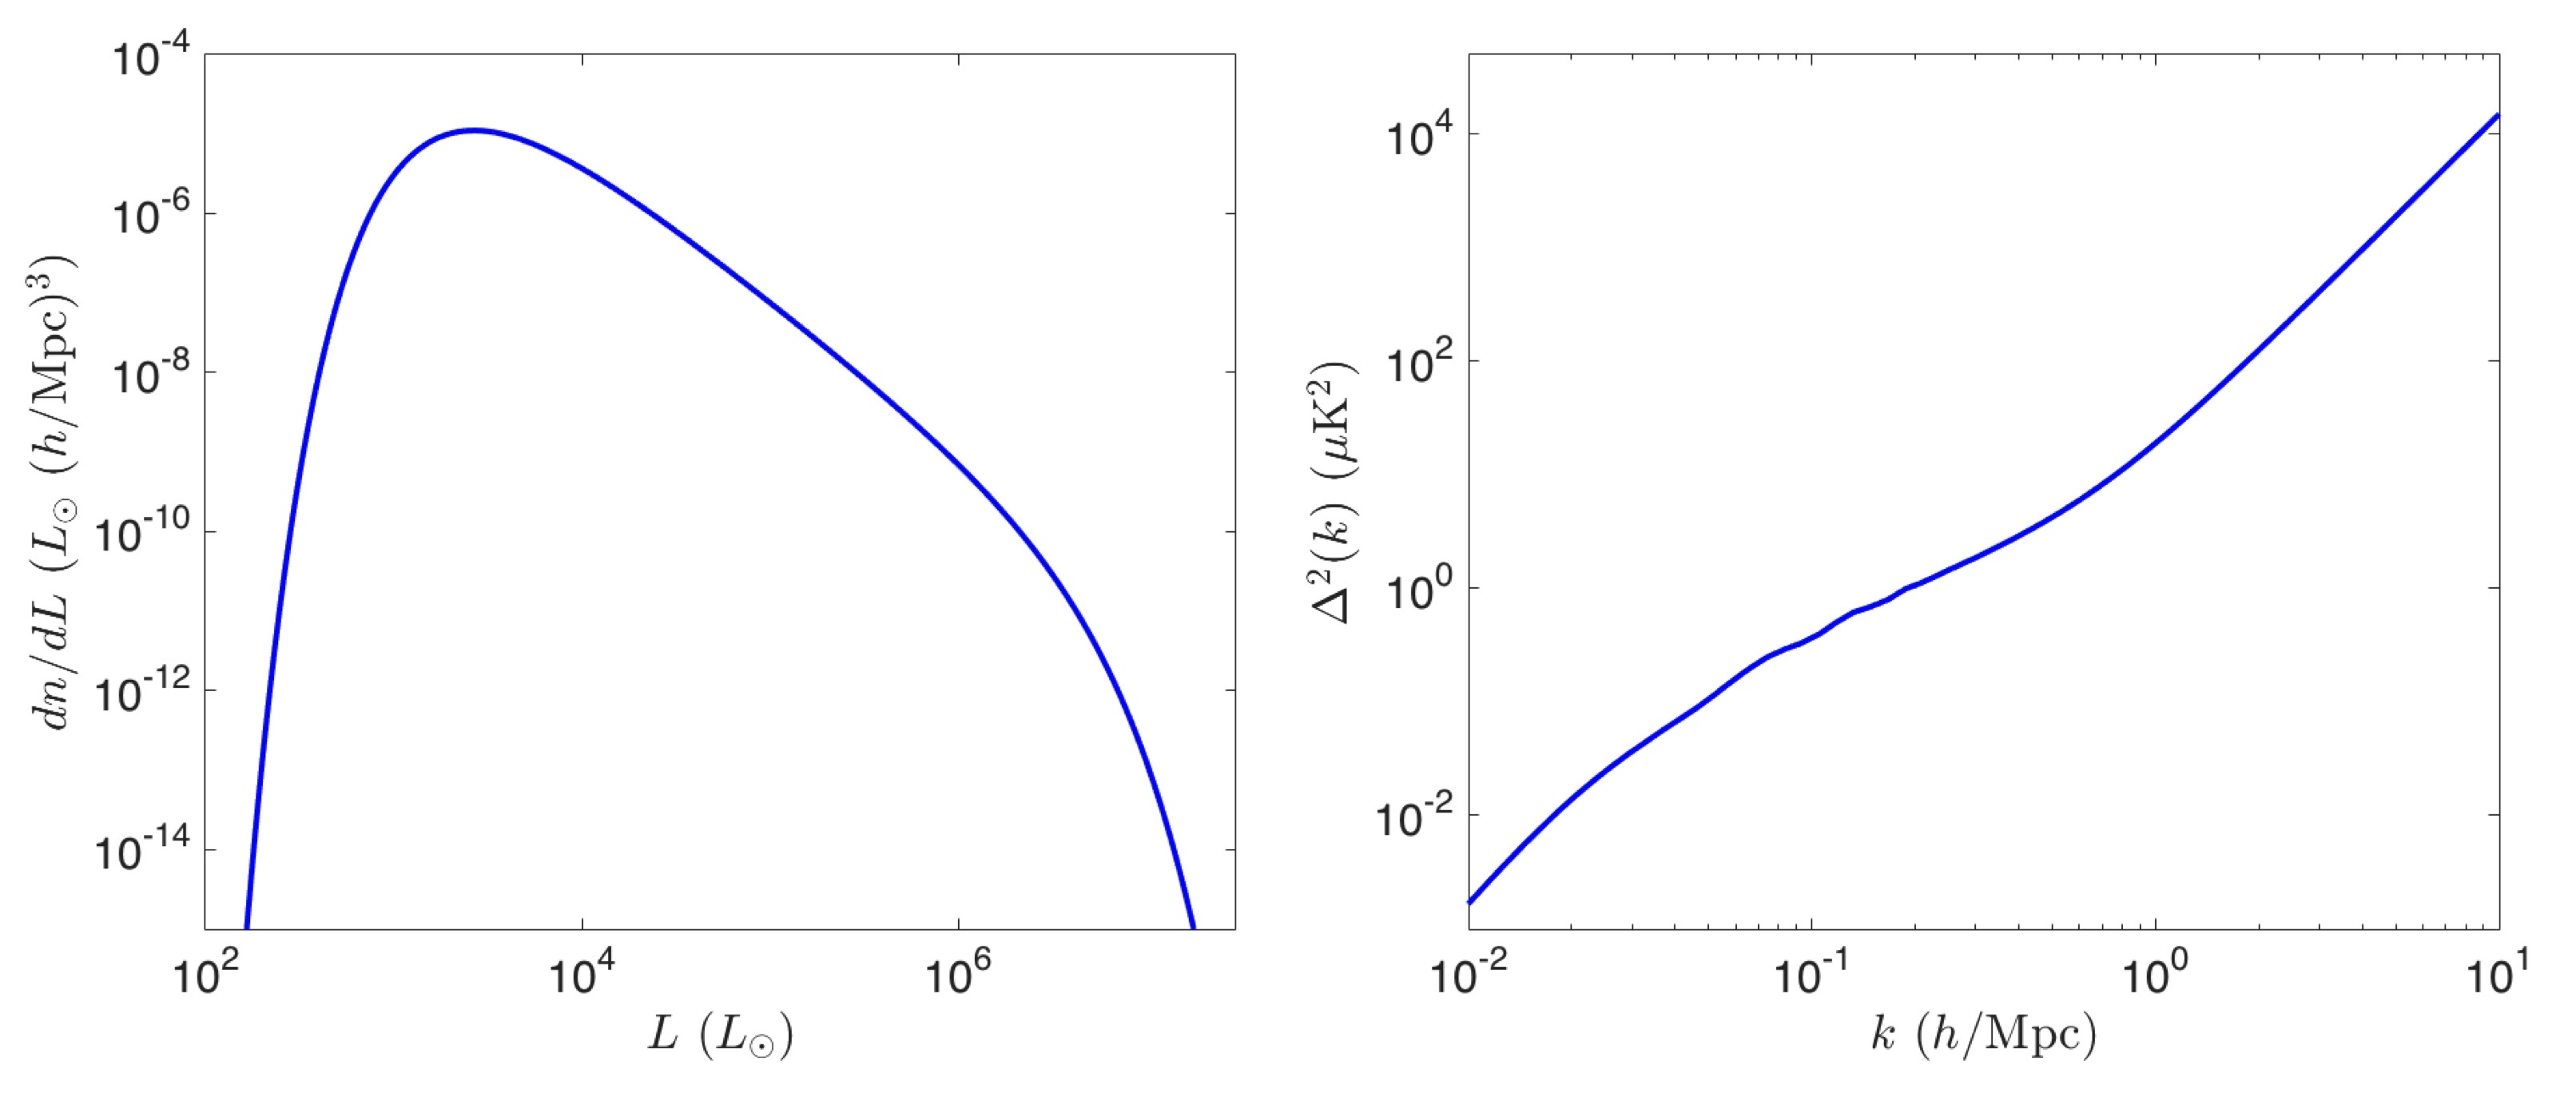 10^-4
10^-6
10^-8
10^-10
10^-12
10^-14
dn/dL (L_⊙ (h/Mpc)^3)
10^2 10^4 10^6
L (L_⊙)
10^4
10^2
10^0
10^-2
Δ^2(k) (μK^2)
10^-2 10^-1 10^0 10^1
k (h/Mpc)